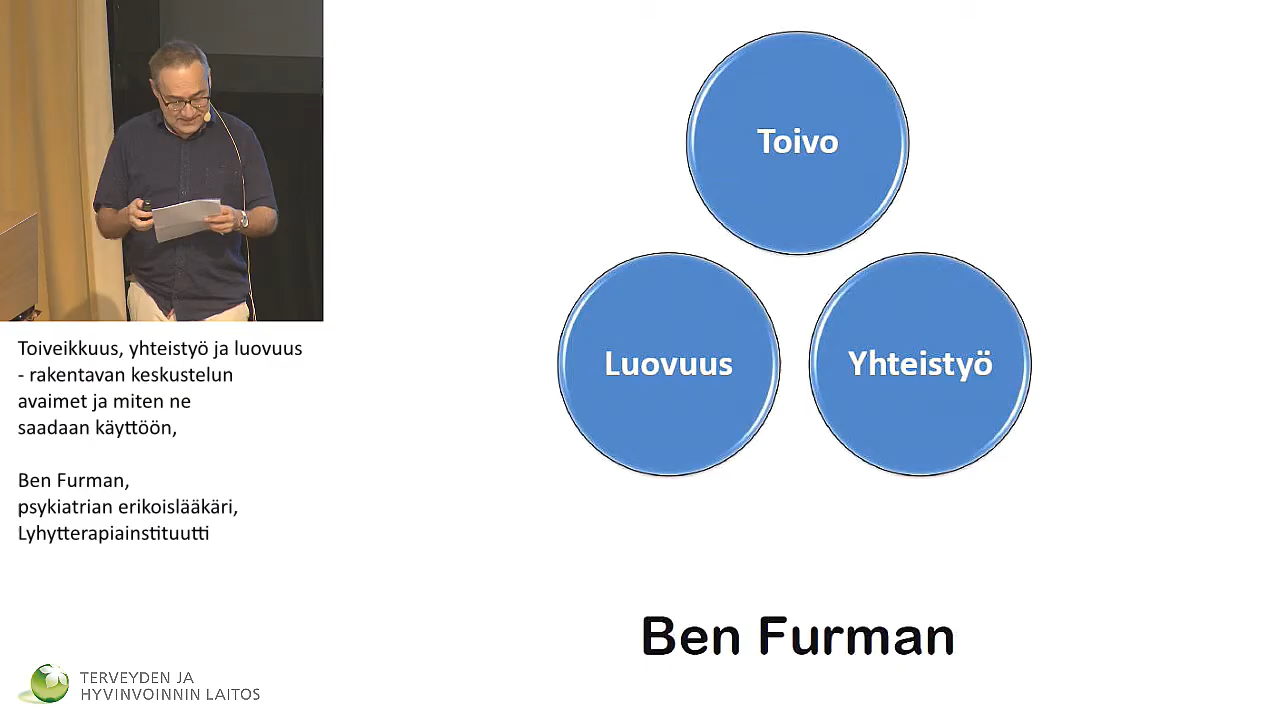 Toivo
Luovuus
Yhteistyö
Toiveikkuus, yhteistyö ja luovuus
- rakentavan keskustelun
avaimet ja miten ne
saadaan käyttöön,
Ben Furman,
psykiatrian erikoislääkäri,
Lyhytterapiainstituutti
Ben Furman
TERVEYDEN JA
HYVINVOINNIN LAITOS